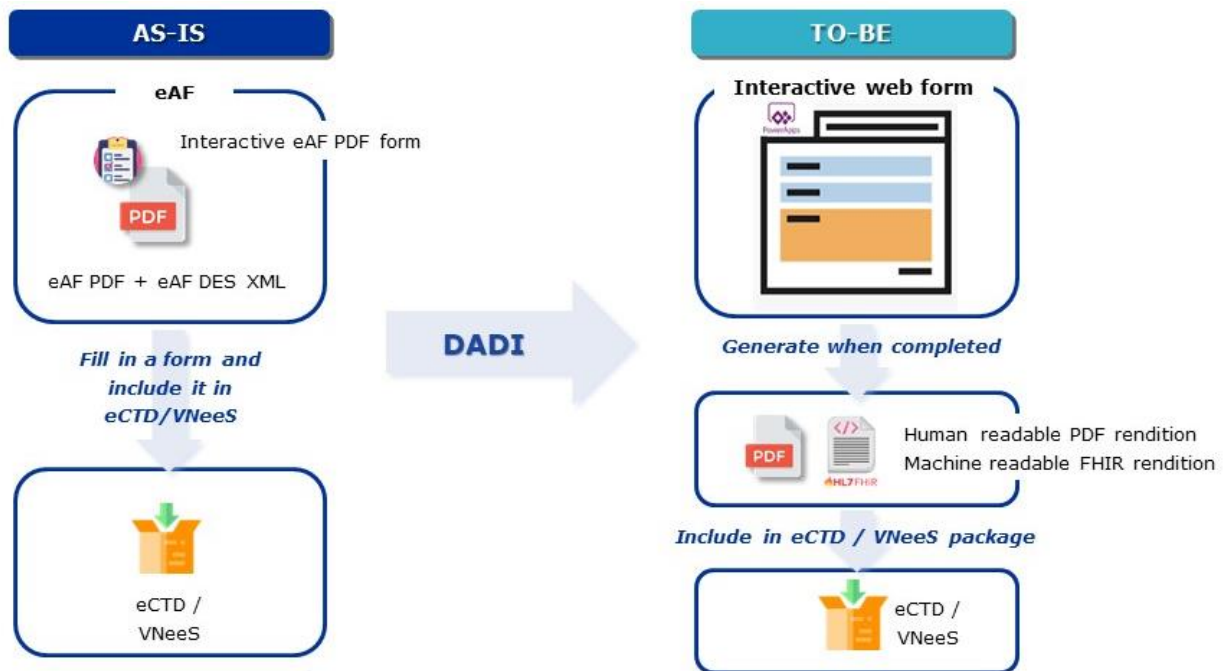 AS-IS
eAF
Interactive eAF PDF form
PDF
eAF PDF + eAF DES XML
Fill in a form and
include it in
eCTD/VNeeS
eCTD /
VNeeS
DADI
TO-BE
Interactive web form
PowerApps
Generate when completed
PDF
</>
HL7 FHIR
Human readable PDF rendition
Machine readable FHIR rendition
Include in eCTD / VNeeS package
eCTD /
VNeeS